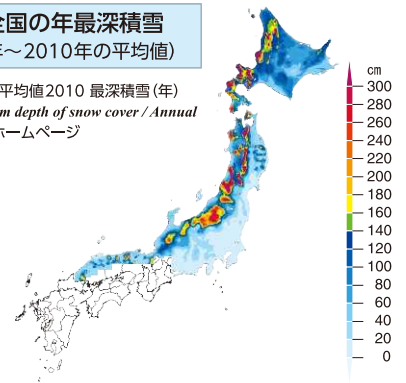 全国の年最深積雪
年～2010年の平均値）
平均値2010 最深積雪（年）
m depth of snow cover / Annual
ホームページ
cm
300
280
260
240
220
200
180
160
140
120
100
80
60
40
20
0